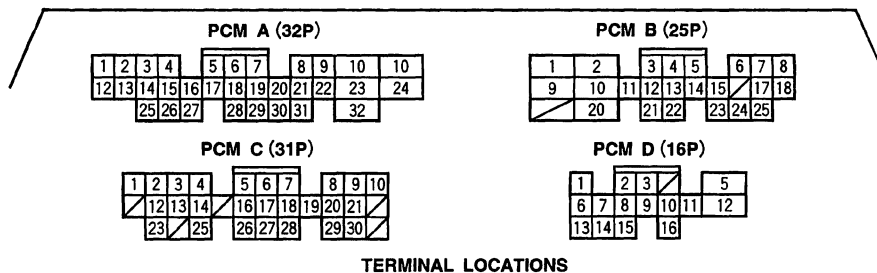 PCM A (32P)
PCM B (25P)
1 2 3 4 5 6 7 8 9 10 10
1 2 3 4 5 6 7 8
12 13 14 15 16 17 18 19 20 21 22 23 24
9 10 11 12 13 14 15 17 18
25 26 27 28 29 30 31 32
20 21 22 23 24 25
PCM C (31P)
PCM D (16P)
1 2 3 4 5 6 7 8 9 10
1 2 3 5
12 13 14 16 17 18 19 20 21
6 7 8 9 10 11 12
23 25 26 27 28 29 30
13 14 15 16
TERMINAL LOCATIONS